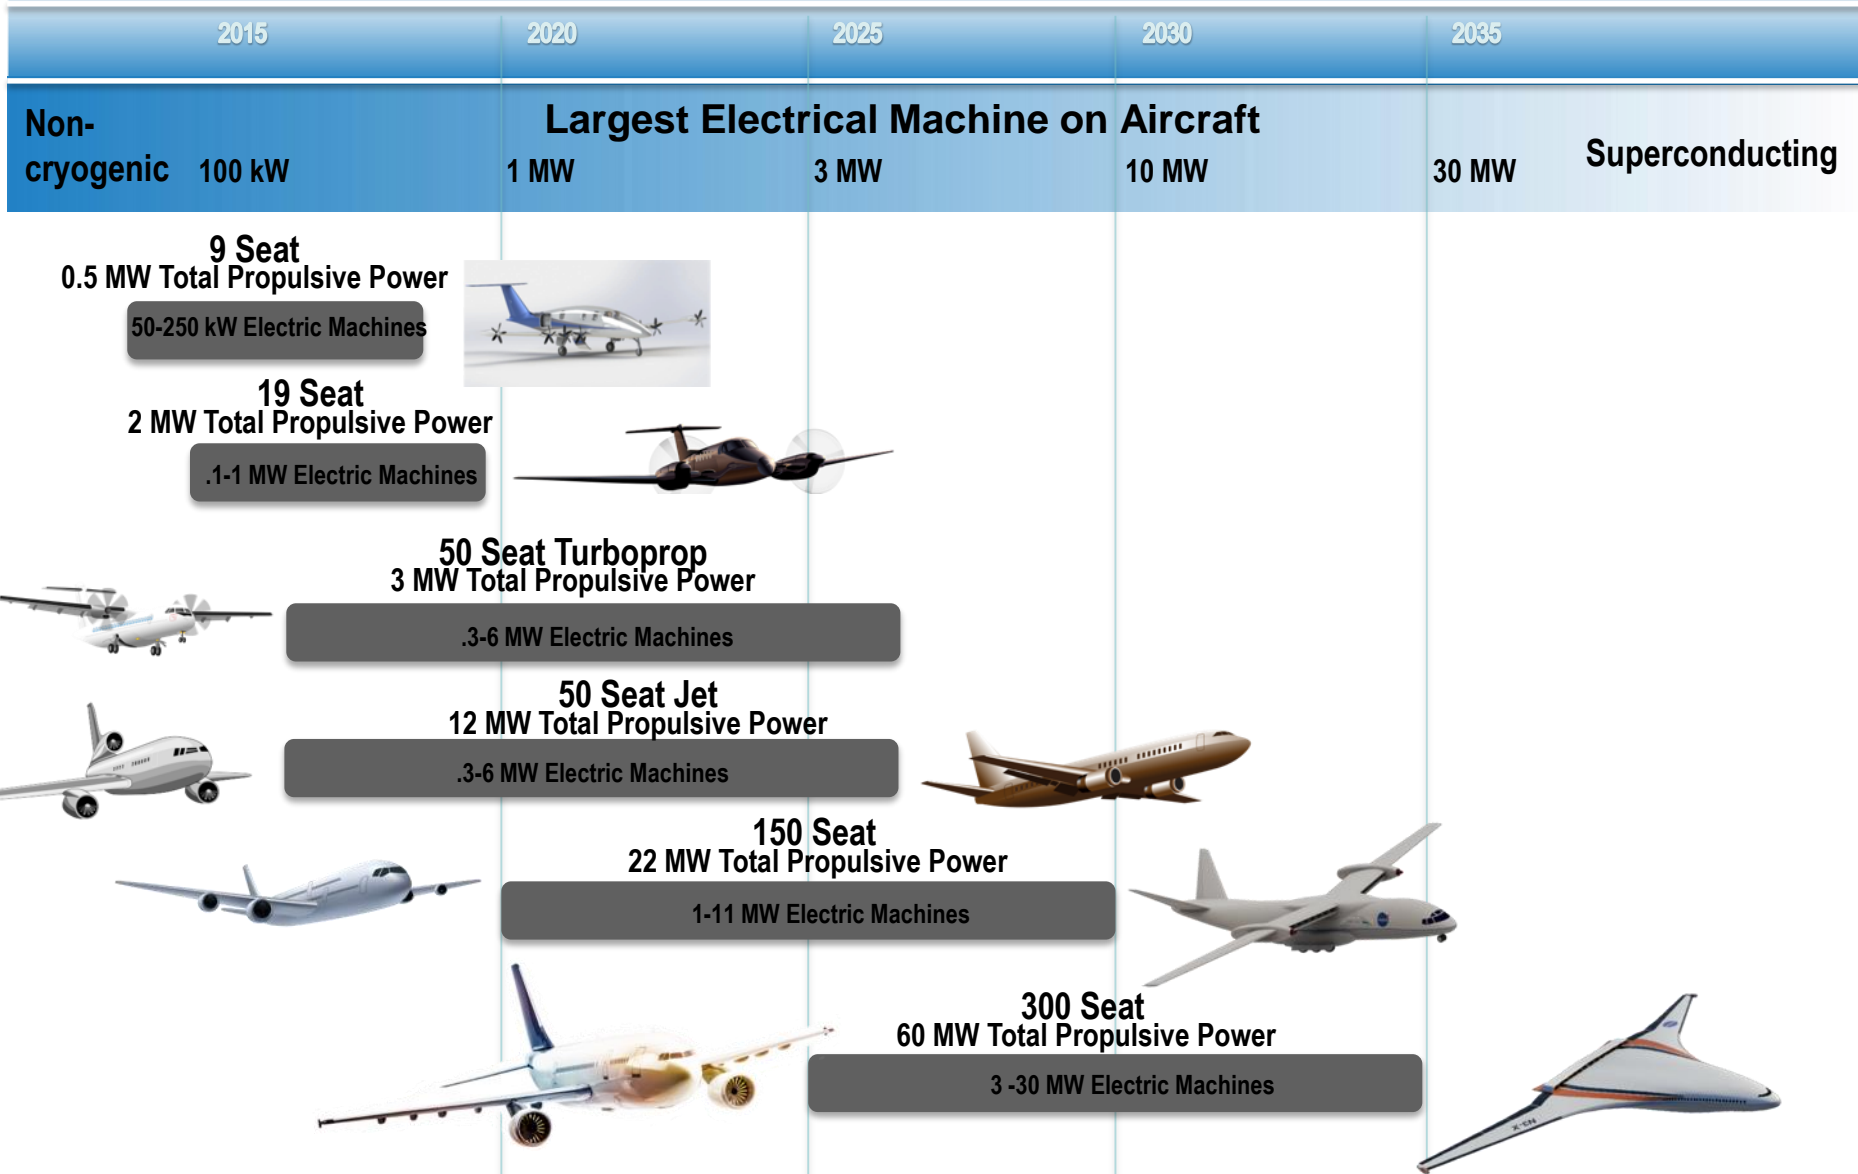 2015 2020 2025 2030 2035
Largest Electrical Machine on Aircraft
Non-
cryogenic 100 kW 1 MW 3 MW 10 MW 30 MW Superconducting
9 Seat
0.5 MW Total Propulsive Power
50-250 kW Electric Machines
19 Seat
2 MW Total Propulsive Power
.1-1 MW Electric Machines
50 Seat Turboprop
3 MW Total Propulsive Power
.3-6 MW Electric Machines
50 Seat Jet
12 MW Total Propulsive Power
.3-6 MW Electric Machines
150 Seat
22 MW Total Propulsive Power
1-11 MW Electric Machines
300 Seat
60 MW Total Propulsive Power
3 -30 MW Electric Machines
N3-X